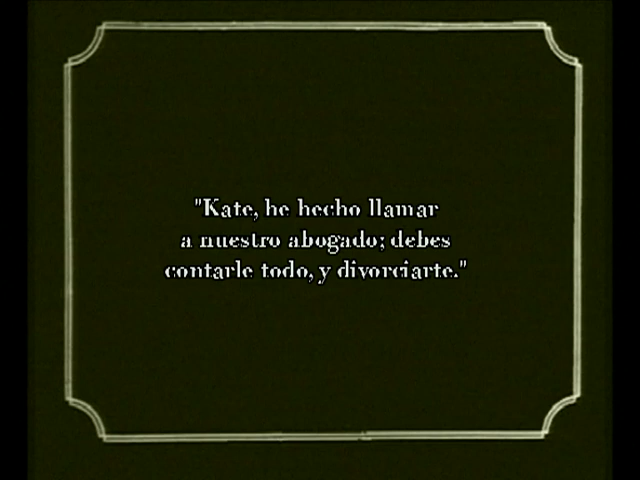 "Kate, he hecho llamar
a nuestro abogado; debes
contarle todo, y divorciarte."